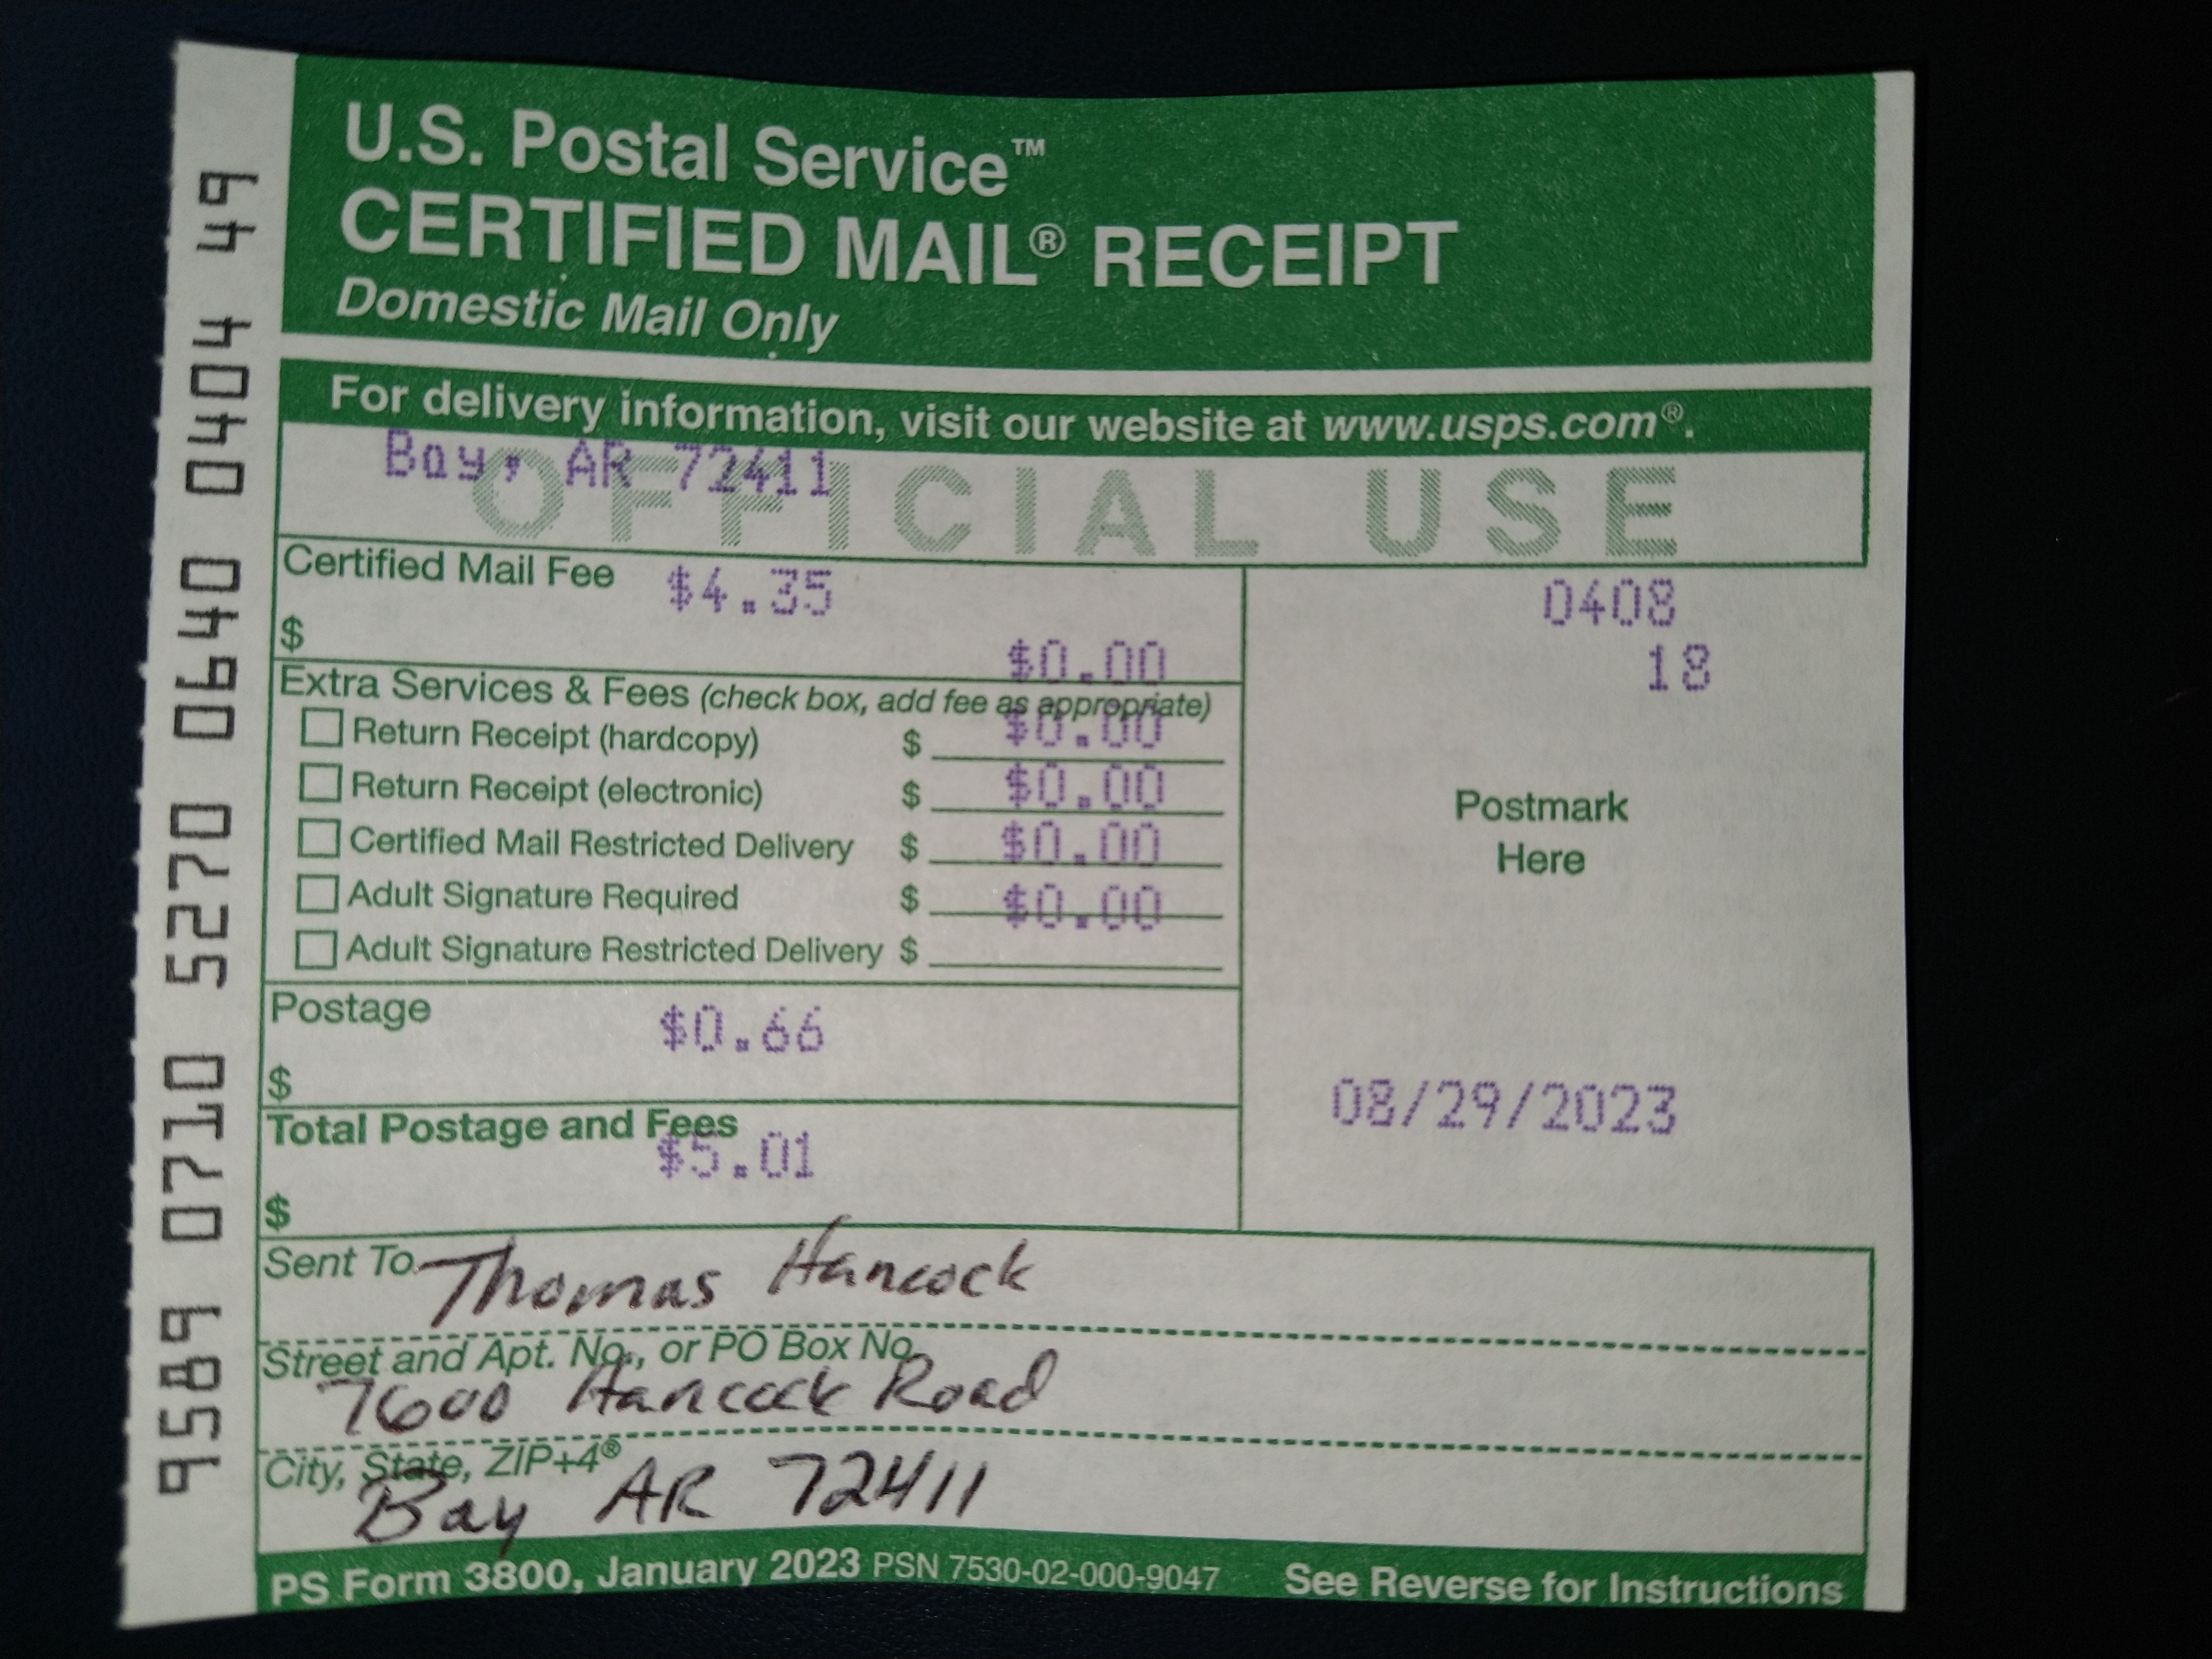 U.S. Postal Service™
CERTIFIED MAIL® RECEIPT
Domestic Mail Only
For delivery information, visit our website at www.usps.com®.
Bay, AR 72411
OFFICIAL USE
Certified Mail Fee $4.35
$
$0.00
Extra Services & Fees (check box, add fee as appropriate)
Return Receipt (hardcopy) $ $0.00
Return Receipt (electronic) $ $0.00
Certified Mail Restricted Delivery $ $0.00
Adult Signature Required $ $0.00
Adult Signature Restricted Delivery $
Postage $0.66
$
Total Postage and Fees
$5.01
$
0408
18
Postmark
Here
08/29/2023
Sent To Thomas Hancock
Street and Apt. No., or PO Box No.
7600 Hancock Road
City, State, ZIP+4®
Bay AR 72411
PS Form 3800, January 2023 PSN 7530-02-000-9047 See Reverse for Instructions
9589 0710 5270 0640 0404 49